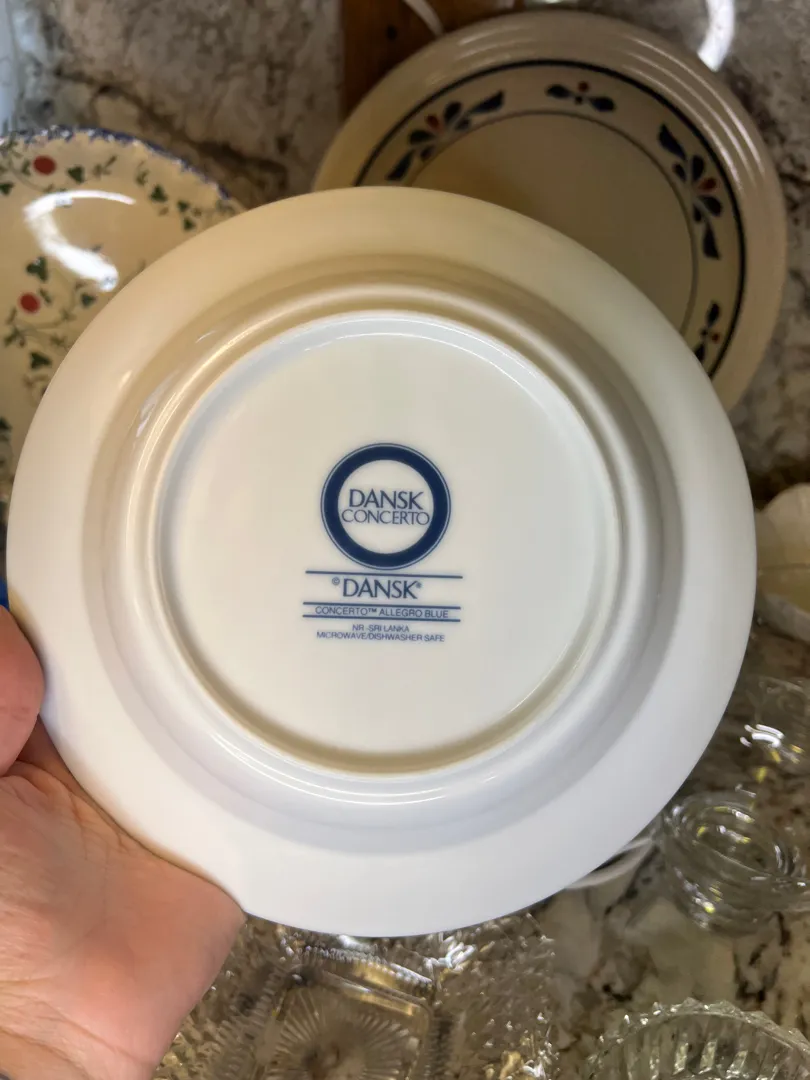 DANSK
CONCERTO
©DANSK®
CONCERTO™ ALLEGRO BLUE
NR-SRI LANKA
MICROWAVE/DISHWASHER SAFE